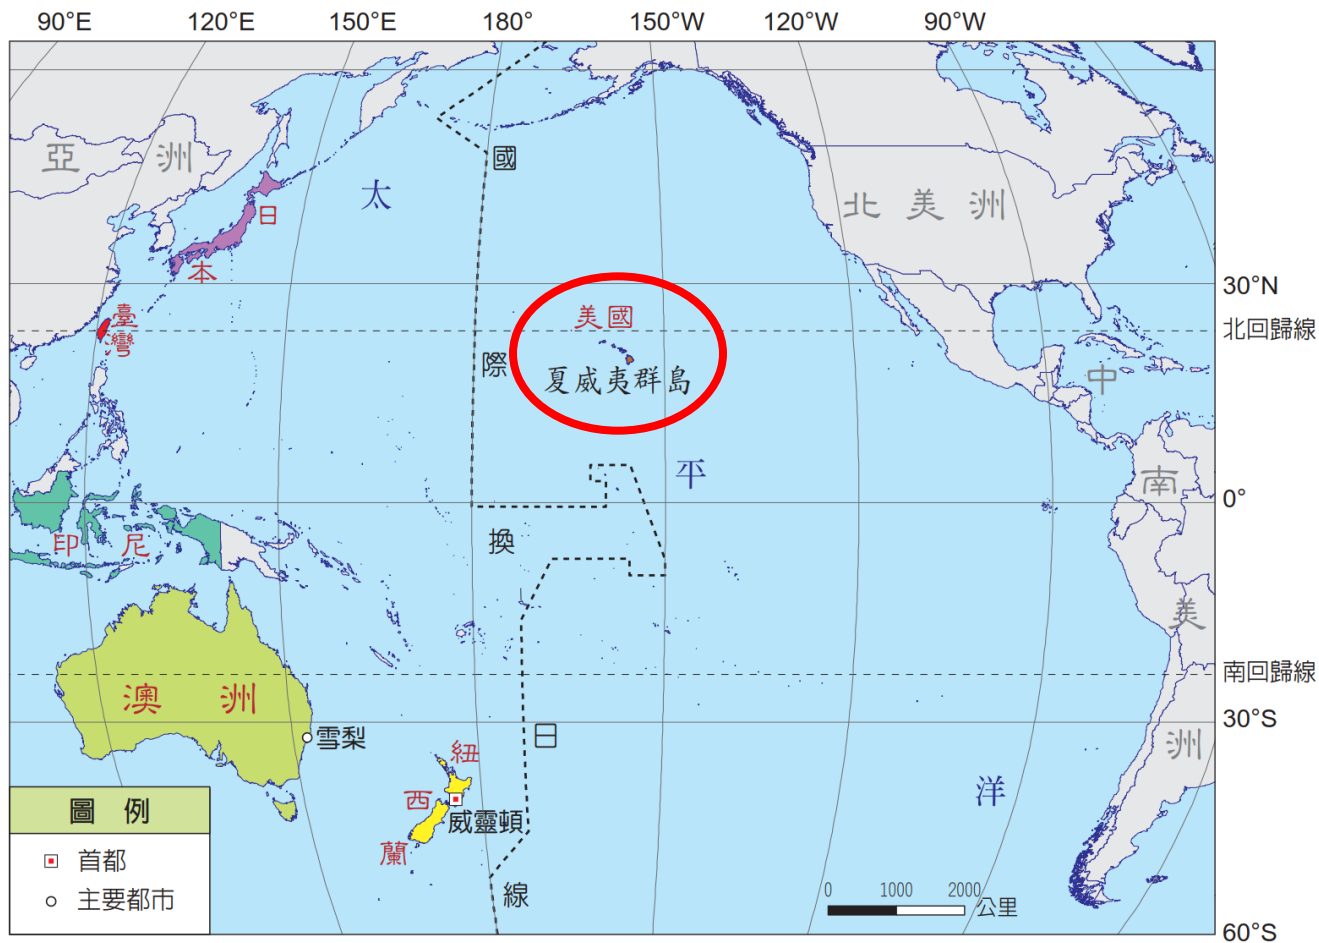 90°E 120°E 150°E 180° 150°W 120°W 90°W
亞洲
國
太
北美洲
日本
30°N
臺灣
美國
北回歸線
際
夏威夷群島
中南美洲
平
0°
換
印尼
南回歸線
澳洲
30°S
雪梨
日
紐西蘭
洋
威靈頓
圖例
首都
主要都市
線
0 1000 2000
公里
60°S